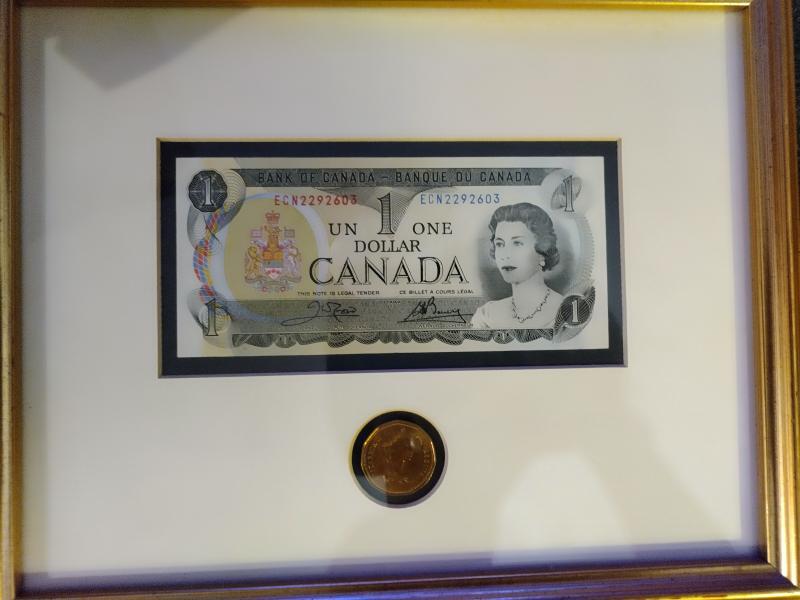 BANK OF CANADA – BANQUE DU CANADA
1 1
ECN2292603 ECN2292603
UN 1 ONE
DOLLAR
CANADA
THIS NOTE IS LEGAL TENDER CE BILLET A COURS LÉGAL
1 1